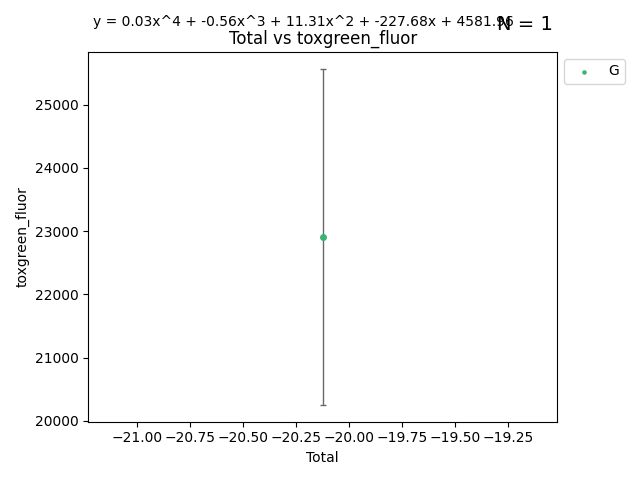 y = 0.03x^4 + -0.56x^3 + 11.31x^2 + -227.68x + 4581.96
N = 1
Total vs toxgreen_fluor
G
25000
24000
23000
22000
21000
20000
toxgreen_fluor
−21.00 −20.75 −20.50 −20.25 −20.00 −19.75 −19.50 −19.25
Total